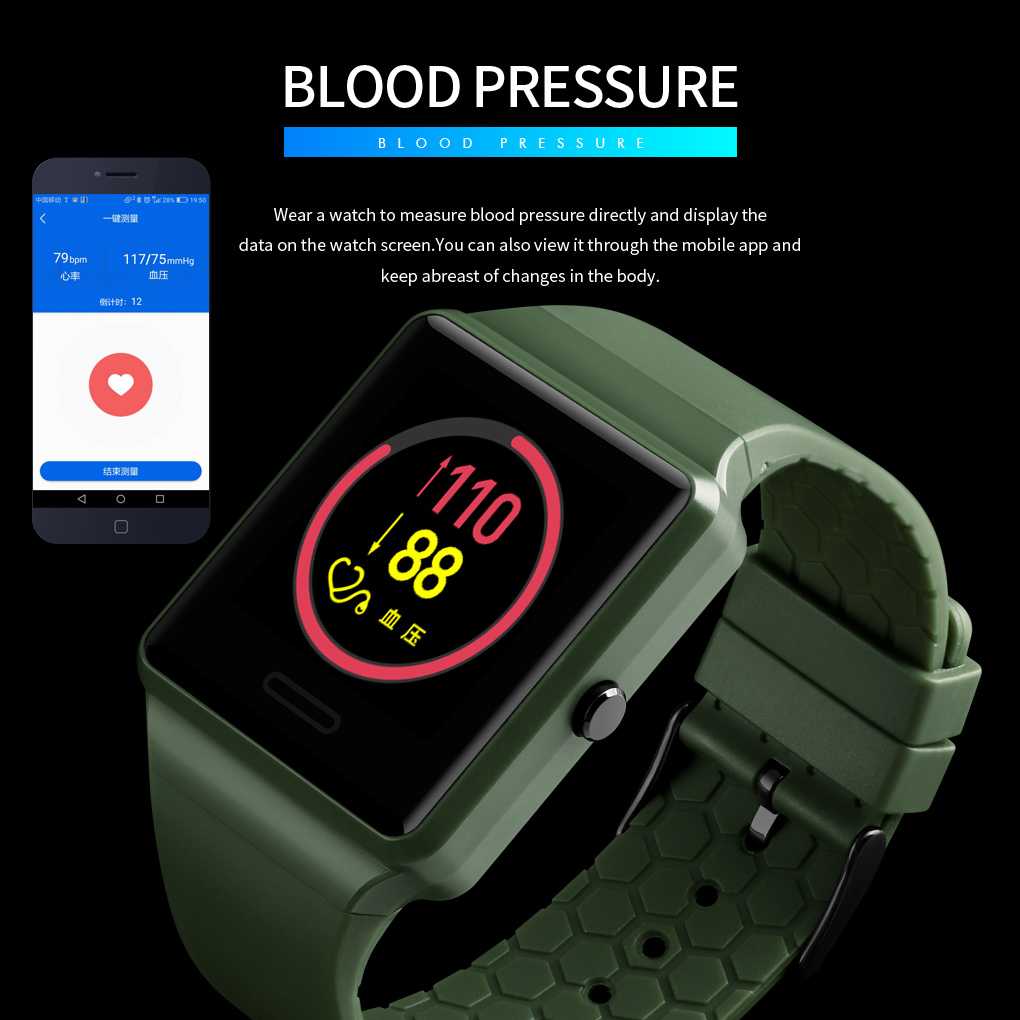 BLOOD PRESSURE
BLOOD PRESSURE
Wear a watch to measure blood pressure directly and display the
data on the watch screen.You can also view it through the mobile app and
keep abreast of changes in the body.
中国移动 28% 19:50
一键测量
79bpm 117/75mmHg
心率 血压
倒计时：12
结束测量
110
88
血压